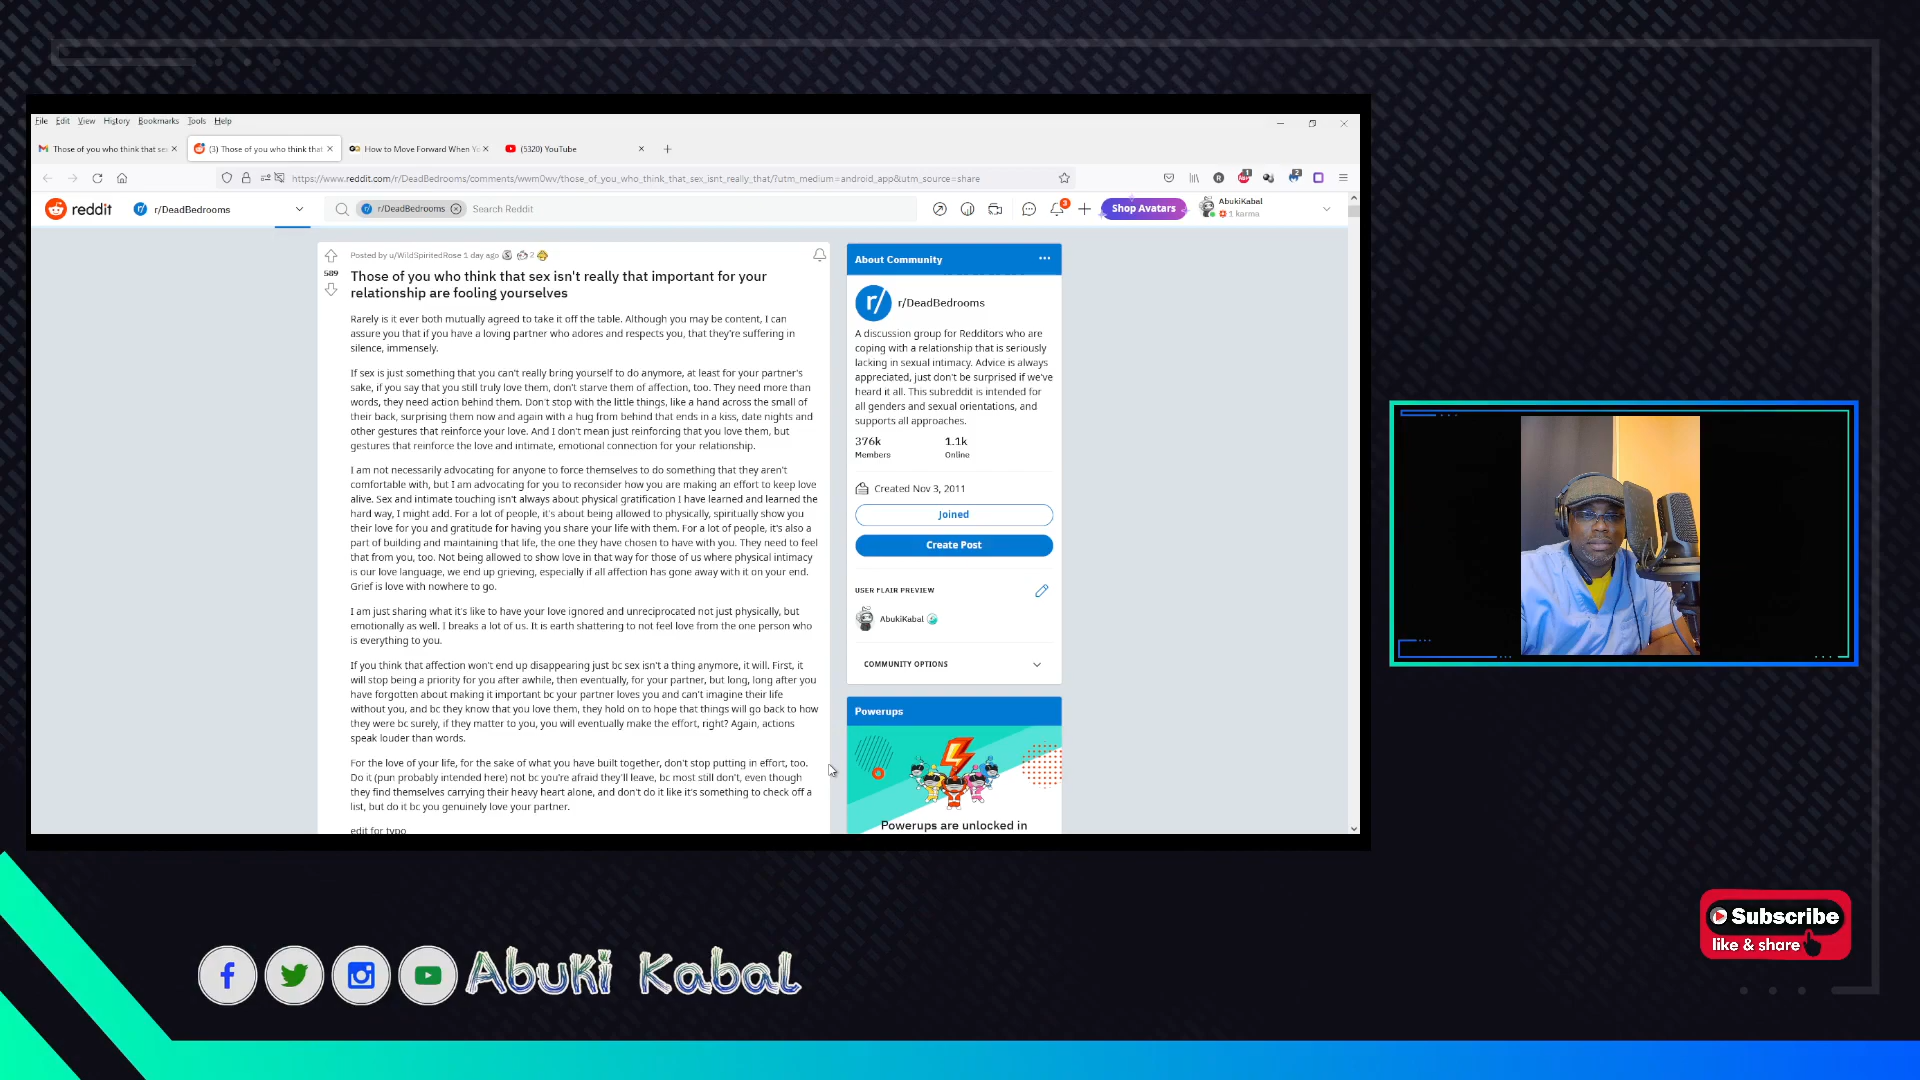 File Edit View History Bookmarks Tools Help
Those of you who think that se
(3) Those of you who think that
How to Move Forward When Yo
(5320) YouTube
https://www.reddit.com/r/DeadBedrooms/comments/wwm0wv/those_of_you_who_think_that_sex_isnt_really_that/?utm_medium=android_app&utm_source=share
reddit
r/DeadBedrooms
r/DeadBedrooms
Search Reddit
3
Shop Avatars
AbukiKabal
1 karma
Posted by u/WildSpiritedRose 1 day ago
2
589
Those of you who think that sex isn't really that important for your
relationship are fooling yourselves
Rarely is it ever both mutually agreed to take it off the table. Although you may be content, I can
assure you that if you have a loving partner who adores and respects you, that they're suffering in
silence, immensely.
If sex is just something that you can't really bring yourself to do anymore, at least for your partner's
sake, if you say that you still truly love them, don't starve them of affection, too. They need more than
words, they need action behind them. Don't stop with the little things, like a hand across the small of
their back, surprising them now and again with a hug from behind that ends in a kiss, date nights and
other gestures that reinforce your love. And I don't mean just reinforcing that you love them, but
gestures that reinforce the love and intimate, emotional connection for your relationship.
I am not necessarily advocating for anyone to force themselves to do something that they aren't
comfortable with, but I am advocating for you to reconsider how you are making an effort to keep love
alive. Sex and intimate touching isn't always about physical gratification I have learned and learned the
hard way, I might add. For a lot of people, it's about being allowed to physically, spiritually show you
their love for you and gratitude for having you share your life with them. For a lot of people, it's also a
part of building and maintaining that life, the one they have chosen to have with you. They need to feel
that from you, too. Not being allowed to show love in that way for those of us where physical intimacy
is our love language, we end up grieving, especially if all affection has gone away with it on your end.
Grief is love with nowhere to go.
I am just sharing what it's like to have your love ignored and unreciprocated not just physically, but
emotionally as well. I breaks a lot of us. It is earth shattering to not feel love from the one person who
is everything to you.
If you think that affection won't end up disappearing just bc sex isn't a thing anymore, it will. First, it
will stop being a priority for you after awhile, then eventually, for your partner, but long, long after you
have forgotten about making it important bc your partner loves you and can't imagine their life
without you, and bc they know that you love them, they hold on to hope that things will go back to how
they were bc surely, if they matter to you, you will eventually make the effort, right? Again, actions
speak louder than words.
For the love of your life, for the sake of what you have built together, don't stop putting in effort, too.
Do it (pun probably intended here) not bc you're afraid they'll leave, bc most still don't, even though
they find themselves carrying their heavy heart alone, and don't do it like it's something to check off a
list, but do it bc you genuinely love your partner.
edit for typo
About Community
r/DeadBedrooms
A discussion group for Redditors who are
coping with a relationship that is seriously
lacking in sexual intimacy. Advice is always
appreciated, just don't be surprised if we've
heard it all. This subreddit is intended for
all genders and sexual orientations, and
supports all approaches.
376k 1.1k
Members Online
Created Nov 3, 2011
Joined
Create Post
USER FLAIR PREVIEW
AbukiKabal
COMMUNITY OPTIONS
Powerups
Powerups are unlocked in
Subscribe
like & share
Abuki Kabal